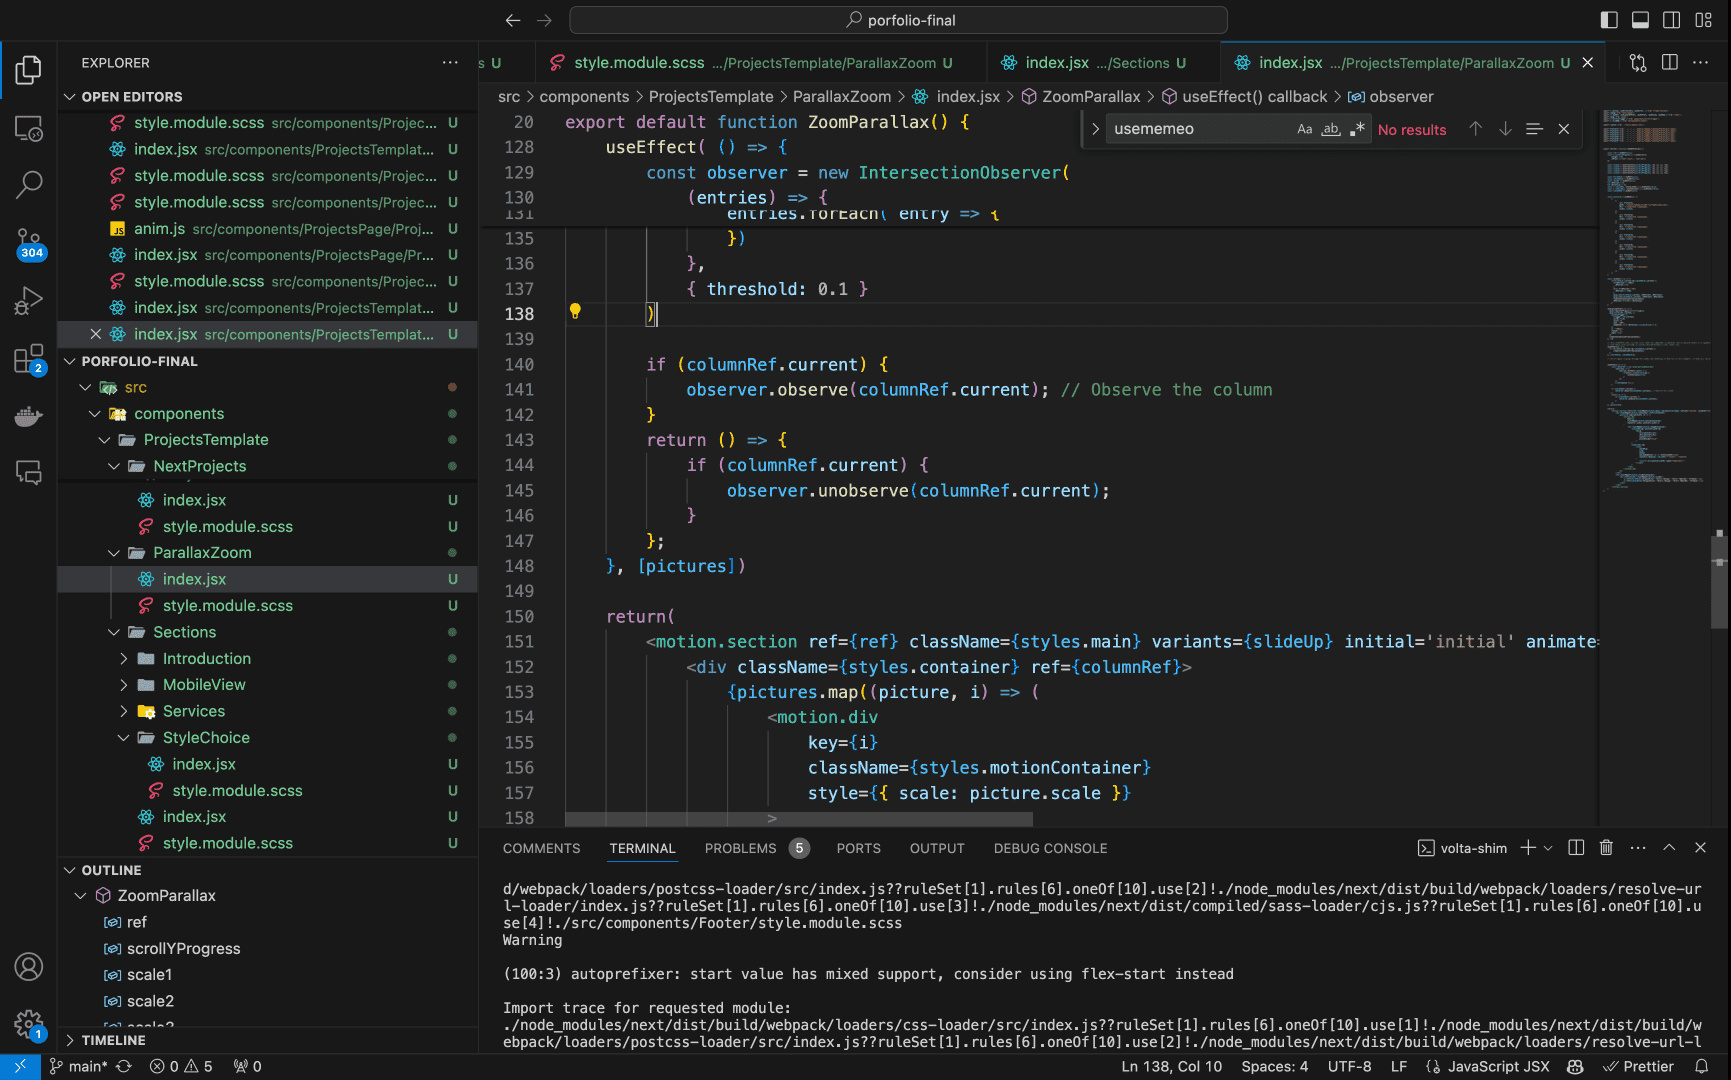 porfolio-final
EXPLORER
s U
style.module.scss .../ProjectsTemplate/ParallaxZoom U
index.jsx .../Sections U
index.jsx .../ProjectsTemplate/ParallaxZoom U
OPEN EDITORS
src > components > ProjectsTemplate > ParallaxZoom > index.jsx > ZoomParallax > useEffect() callback > observer
style.module.scss src/components/Projec... U
index.jsx src/components/ProjectsTemplat... U
style.module.scss src/components/Projec... U
style.module.scss src/components/Projec... U
JS anim.js src/components/ProjectsPage/Proj... U
index.jsx src/components/ProjectsPage/Pr... U
style.module.scss src/components/Projec... U
index.jsx src/components/ProjectsTemplat... U
index.jsx src/components/ProjectsTemplat... U
304
2
1
PORFOLIO-FINAL
src
components
ProjectsTemplate
NextProjects
index.jsx U
style.module.scss U
ParallaxZoom
index.jsx U
style.module.scss U
Sections
Introduction
MobileView
Services
StyleChoice
index.jsx U
style.module.scss U
index.jsx U
style.module.scss U
OUTLINE
ZoomParallax
ref
scrollYProgress
scale1
scale2
TIMELINE
usememeo Aa ab .* No results
20 export default function ZoomParallax() {
128 useEffect( () => {
129 const observer = new IntersectionObserver(
130 (entries) => {
131 entries.forEach( entry => {
135 })
136 },
137 { threshold: 0.1 }
138 )
139
140 if (columnRef.current) {
141 observer.observe(columnRef.current); // Observe the column
142 }
143 return () => {
144 if (columnRef.current) {
145 observer.unobserve(columnRef.current);
146 }
147 };
148 }, [pictures])
149
150 return(
151 <motion.section ref={ref} className={styles.main} variants={slideUp} initial='initial' animate=
152 <div className={styles.container} ref={columnRef}>
153 {pictures.map((picture, i) => (
154 <motion.div
155 key={i}
156 className={styles.motionContainer}
157 style={{ scale: picture.scale }}
158 >
COMMENTS TERMINAL PROBLEMS 5 PORTS OUTPUT DEBUG CONSOLE
volta-shim
d/webpack/loaders/postcss-loader/src/index.js??ruleSet[1].rules[6].oneOf[10].use[2]!./node_modules/next/dist/build/webpack/loaders/resolve-ur
l-loader/index.js??ruleSet[1].rules[6].oneOf[10].use[3]!./node_modules/next/dist/compiled/sass-loader/cjs.js??ruleSet[1].rules[6].oneOf[10].u
se[4]!./src/components/Footer/style.module.scss
Warning
(100:3) autoprefixer: start value has mixed support, consider using flex-start instead
Import trace for requested module:
./node_modules/next/dist/build/webpack/loaders/css-loader/src/index.js??ruleSet[1].rules[6].oneOf[10].use[1]!./node_modules/next/dist/build/w
ebpack/loaders/postcss-loader/src/index.js??ruleSet[1].rules[6].oneOf[10].use[2]!./node_modules/next/dist/build/webpack/loaders/resolve-url-l
main* 0 5 0
Ln 138, Col 10 Spaces: 4 UTF-8 LF JavaScript JSX Prettier